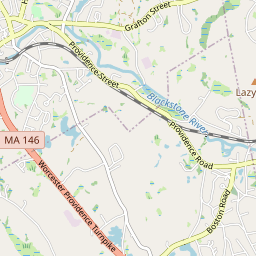 Grafton Street
Providence Street
Blackstone River
Lazy
MA 146
Providence Road
Worcester Providence Turnpike
Boston Road